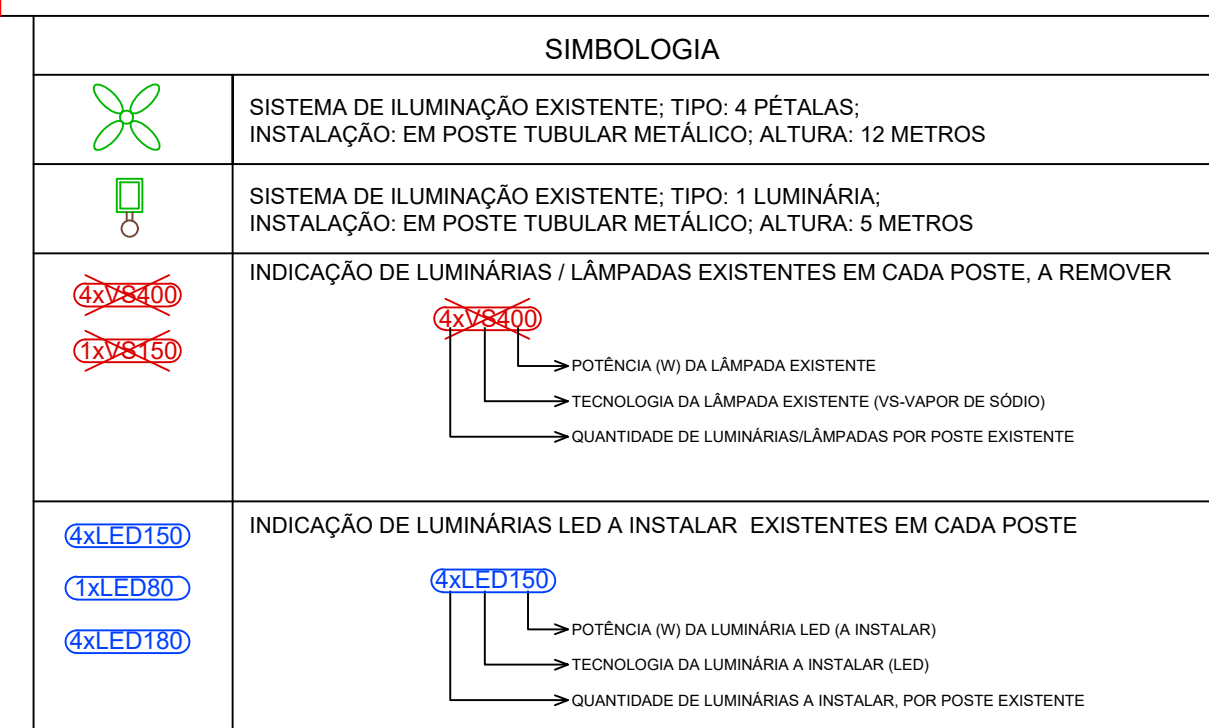 SIMBOLOGIA
SISTEMA DE ILUMINAÇÃO EXISTENTE; TIPO: 4 PÉTALAS;
INSTALAÇÃO: EM POSTE TUBULAR METÁLICO; ALTURA: 12 METROS
SISTEMA DE ILUMINAÇÃO EXISTENTE; TIPO: 1 LUMINÁRIA;
INSTALAÇÃO: EM POSTE TUBULAR METÁLICO; ALTURA: 5 METROS
4xVS400
1xVS150
INDICAÇÃO DE LUMINÁRIAS / LÂMPADAS EXISTENTES EM CADA POSTE, A REMOVER
4xVS400
POTÊNCIA (W) DA LÂMPADA EXISTENTE
TECNOLOGIA DA LÂMPADA EXISTENTE (VS-VAPOR DE SÓDIO)
QUANTIDADE DE LUMINÁRIAS/LÂMPADAS POR POSTE EXISTENTE
4xLED150
1xLED80
4xLED180
INDICAÇÃO DE LUMINÁRIAS LED A INSTALAR EXISTENTES EM CADA POSTE
4xLED150
POTÊNCIA (W) DA LUMINÁRIA LED (A INSTALAR)
TECNOLOGIA DA LUMINÁRIA A INSTALAR (LED)
QUANTIDADE DE LUMINÁRIAS A INSTALAR, POR POSTE EXISTENTE